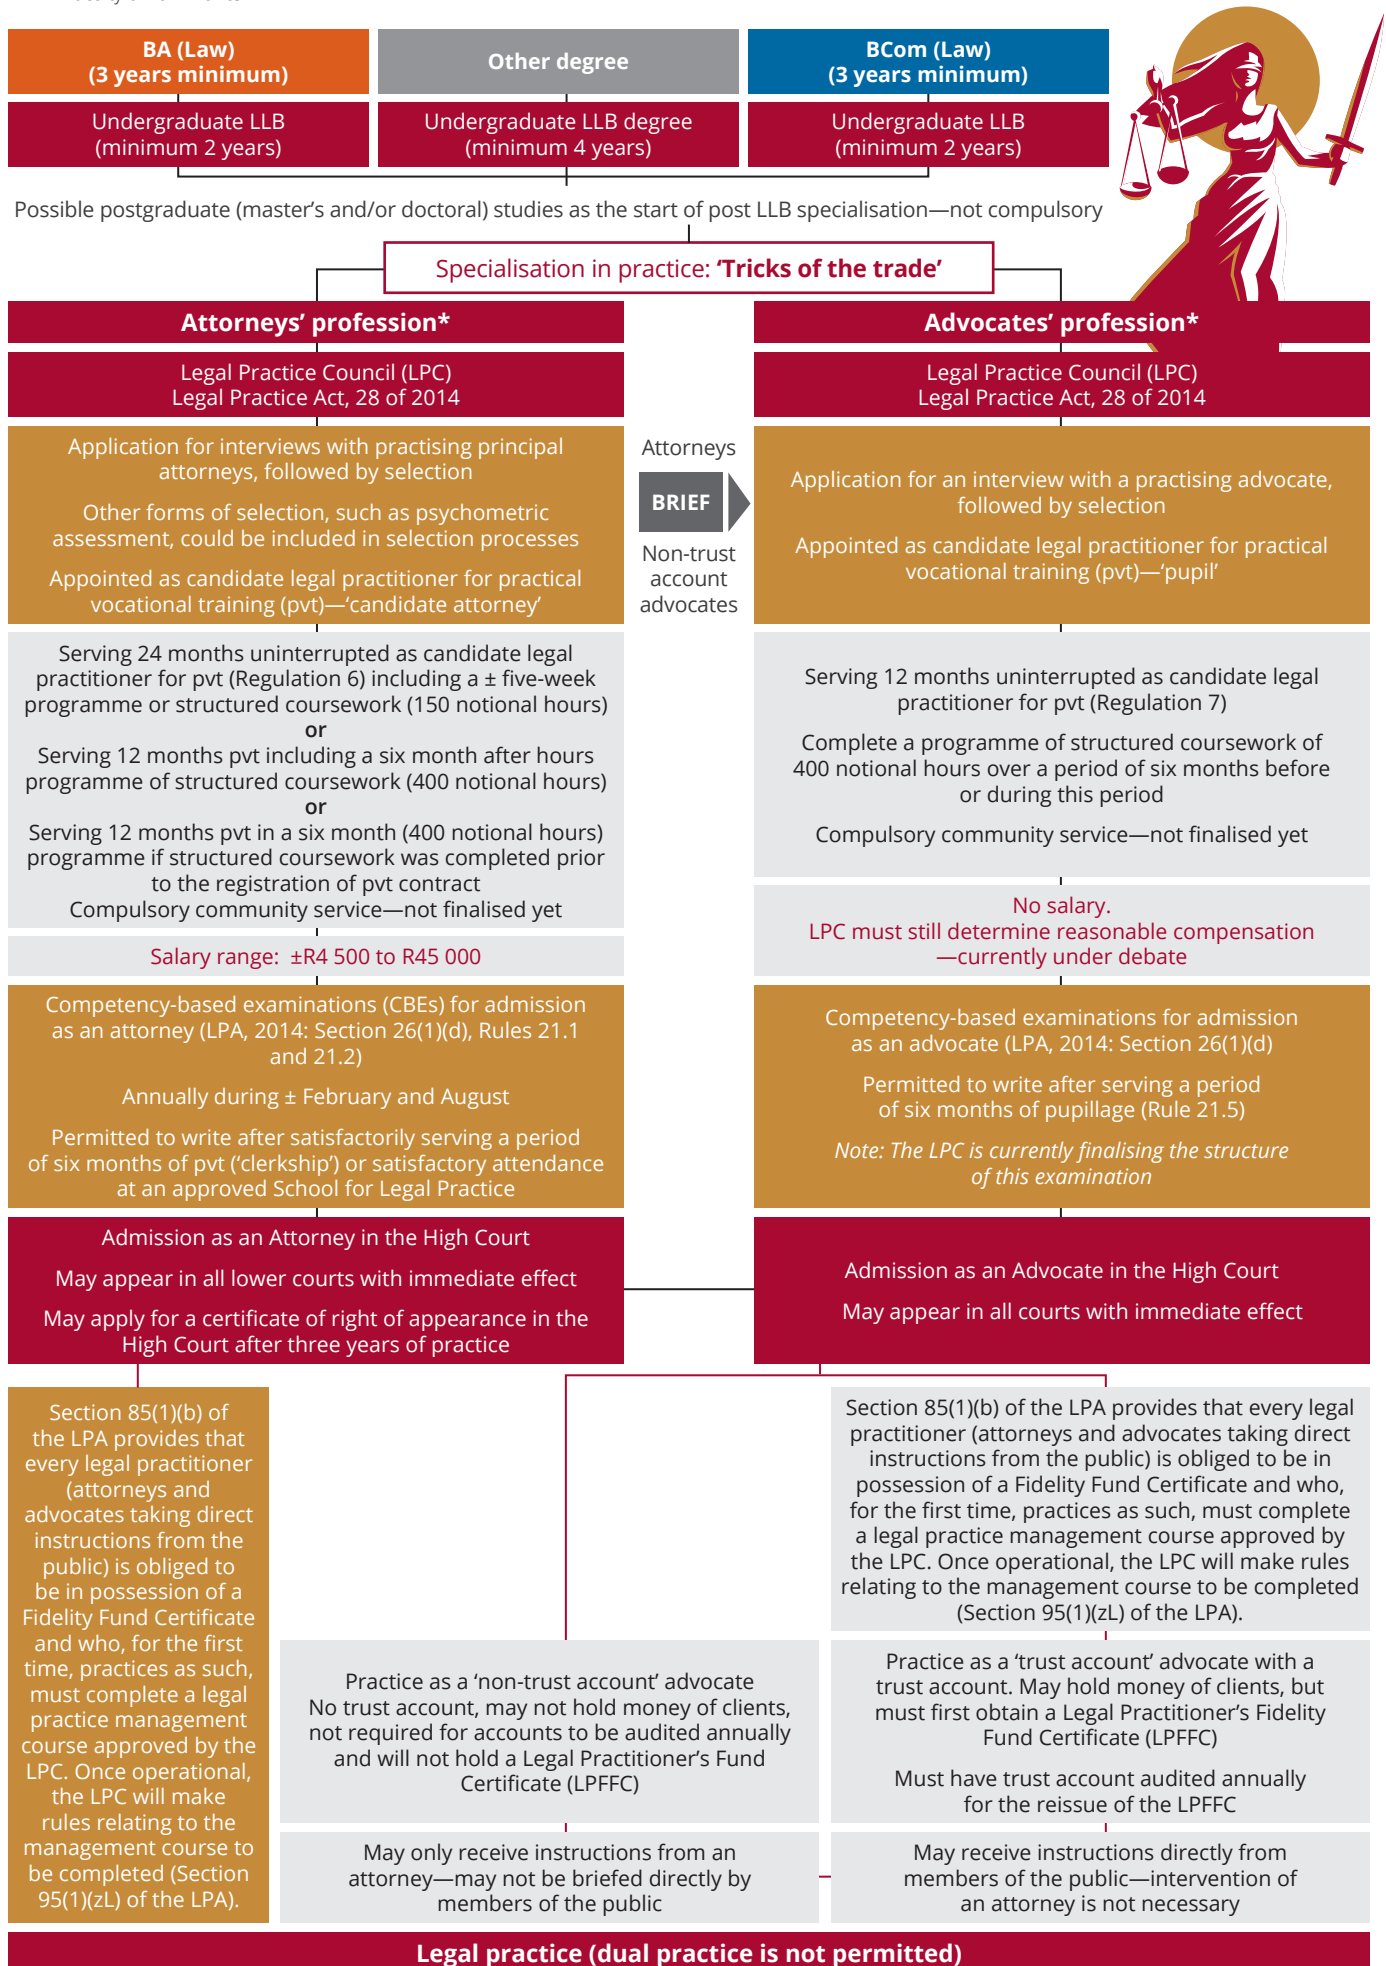 BA (Law)
(3 years minimum)
Other degree
BCom (Law)
(3 years minimum)
Undergraduate LLB
(minimum 2 years)
Undergraduate LLB degree
(minimum 4 years)
Undergraduate LLB
(minimum 2 years)
Possible postgraduate (master’s and/or doctoral) studies as the start of post LLB specialisation—not compulsory
Specialisation in practice: ‘Tricks of the trade’
Attorneys’ profession*
Legal Practice Council (LPC)
Legal Practice Act, 28 of 2014
Application for interviews with practising principal
attorneys, followed by selection
Other forms of selection, such as psychometric
assessment, could be included in selection processes
Appointed as candidate legal practitioner for practical
vocational training (pvt)—‘candidate attorney’
Serving 24 months uninterrupted as candidate legal
practitioner for pvt (Regulation 6) including a ± five-week
programme or structured coursework (150 notional hours)
or
Serving 12 months pvt including a six month after hours
programme of structured coursework (400 notional hours)
or
Serving 12 months pvt in a six month (400 notional hours)
programme if structured coursework was completed prior
to the registration of pvt contract
Compulsory community service—not finalised yet
Salary range:  ±R4 500 to R45 000
Competency-based examinations (CBEs) for admission
as an attorney (LPA, 2014: Section 26(1)(d), Rules 21.1
and 21.2)
Annually during ± February and August
Permitted to write after satisfactorily serving a period
of six months of pvt (‘clerkship’) or satisfactory attendance
at an approved School for Legal Practice
Admission as an Attorney in the High Court
May appear in all lower courts with immediate effect
May apply for a certificate of right of appearance in the
High Court after three years of practice
Attorneys
BRIEF
Non-trust
account
advocates
Advocates’ profession*
Legal Practice Council (LPC)
Legal Practice Act, 28 of 2014
Application for an interview with a practising advocate,
followed by selection
Appointed as candidate legal practitioner for practical
vocational training (pvt)—‘pupil’
Serving 12 months uninterrupted as candidate legal
practitioner for pvt (Regulation 7)
Complete a programme of structured coursework of
400 notional hours over a period of six months before
or during this period
Compulsory community service—not finalised yet
No salary.
LPC must still determine reasonable compensation
—currently under debate
Competency-based examinations for admission
as an advocate (LPA, 2014: Section 26(1)(d)
Permitted to write after serving a period
of six months of pupillage (Rule 21.5)
Note: The LPC is currently finalising the structure
of this examination
Admission as an Advocate in the High Court
May appear in all courts with immediate effect
Section 85(1)(b) of
the LPA provides that
every legal practitioner
(attorneys and
advocates taking direct
instructions from the
public) is obliged to
be in possession of a
Fidelity Fund Certificate
and who, for the first
time, practices as such,
must complete a legal
practice management
course approved by the
LPC. Once operational,
the LPC will make
rules relating to the
management course to
be completed (Section
95(1)(zL) of the LPA).
Practice as a ‘non-trust account’ advocate
No trust account, may not hold money of clients,
not required for accounts to be audited annually
and will not hold a Legal Practitioner’s Fund
Certificate (LPFFC)
May only receive instructions from an
attorney—may not be briefed directly by
members of the public
Section 85(1)(b) of the LPA provides that every legal
practitioner (attorneys and advocates taking direct
instructions from the public) is obliged to be in
possession of a Fidelity Fund Certificate and who,
for the first time, practices as such, must complete
a legal practice management course approved by
the LPC. Once operational, the LPC will make rules
relating to the management course to be completed
(Section 95(1)(zL) of the LPA).
Practice as a ‘trust account’ advocate with a
trust account. May hold money of clients, but
must first obtain a Legal Practitioner’s Fidelity
Fund Certificate (LPFFC)
Must have trust account audited annually
for the reissue of the LPFFC
May receive instructions directly from
members of the public—intervention of
an attorney is not necessary
Legal practice (dual practice is not permitted)